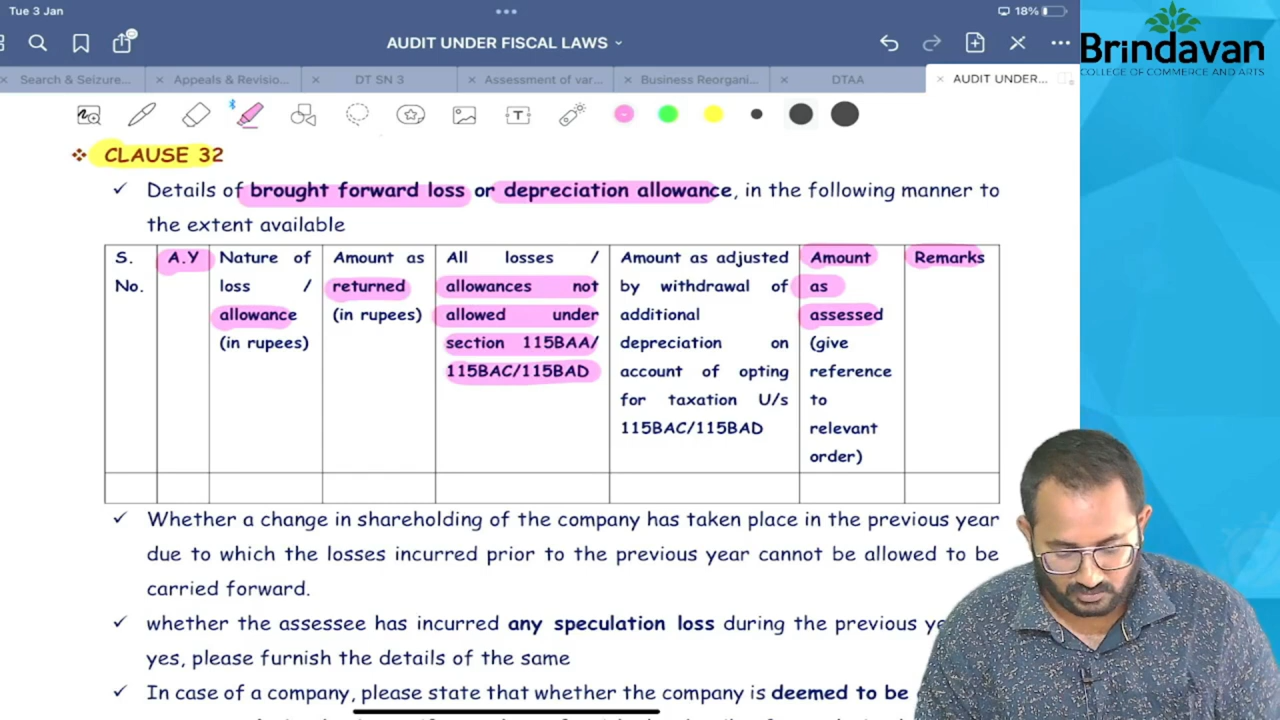 Tue 3 Jan
18%
AUDIT UNDER FISCAL LAWS
Brindavan
COLLEGE OF COMMERCE AND ARTS
Search & Seizure...
Appeals & Revisio...
DT SN 3
Assessment of var...
Business Reorgani...
DTAA
AUDIT UNDER...
CLAUSE 32
✓ Details of brought forward loss or depreciation allowance, in the following manner to
the extent available
S. No.
A.Y
Nature of loss / allowance (in rupees)
Amount as returned (in rupees)
All losses / allowances not allowed under section 115BAA/ 115BAC/115BAD
Amount as adjusted by withdrawal of additional depreciation on account of opting for taxation U/s 115BAC/115BAD
Amount as assessed (give reference to relevant order)
Remarks
✓ Whether a change in shareholding of the company has taken place in the previous year
due to which the losses incurred prior to the previous year cannot be allowed to be
carried forward.
✓ whether the assessee has incurred any speculation loss during the previous
yes, please furnish the details of the same
✓ In case of a company, please state that whether the company is deemed to be